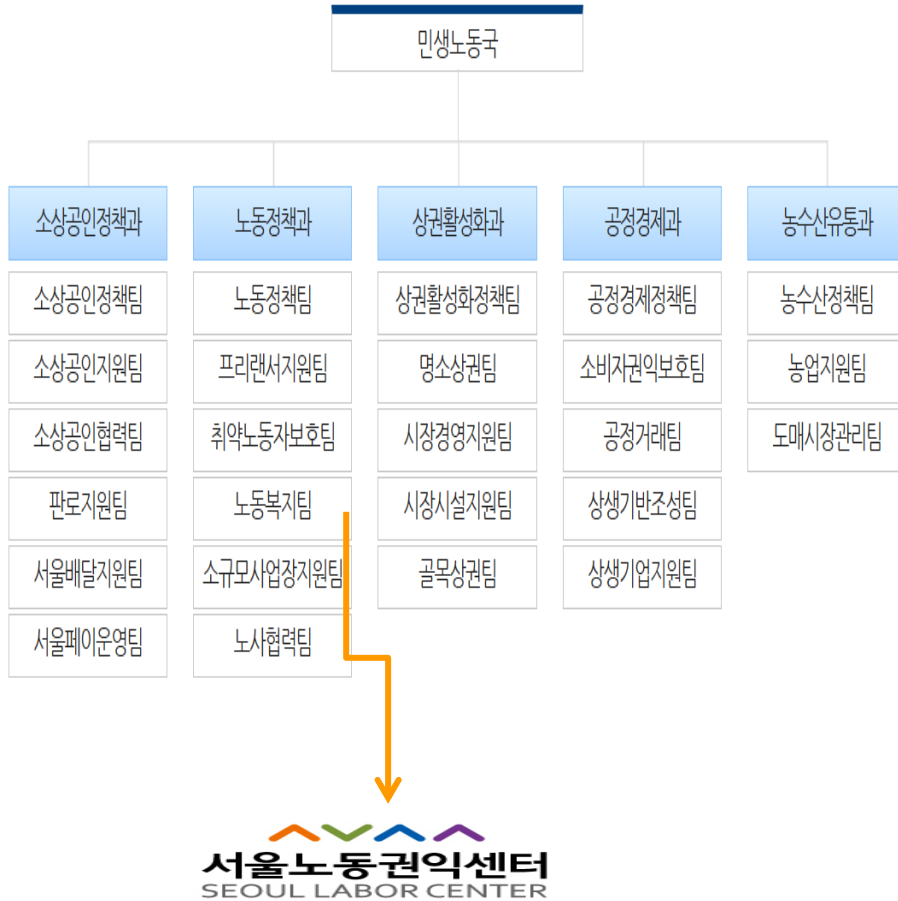 민생노동국
소상공인정책과
노동정책과
상권활성화과
공정경제과
농수산유통과
소상공인정책팀
노동정책팀
상권활성화정책팀
공정경제정책팀
농수산정책팀
소상공인지원팀
프리랜서지원팀
명소상권팀
소비자권익보호팀
농업지원팀
소상공인협력팀
취약노동자보호팀
시장경영지원팀
공정거래팀
도매시장관리팀
판로지원팀
노동복지팀
시장시설지원팀
상생기반조성팀
서울배달지원팀
소규모사업장지원팀
골목상권팀
상생기업지원팀
서울페이운영팀
노사협력팀
서울노동권익센터
SEOUL LABOR CENTER